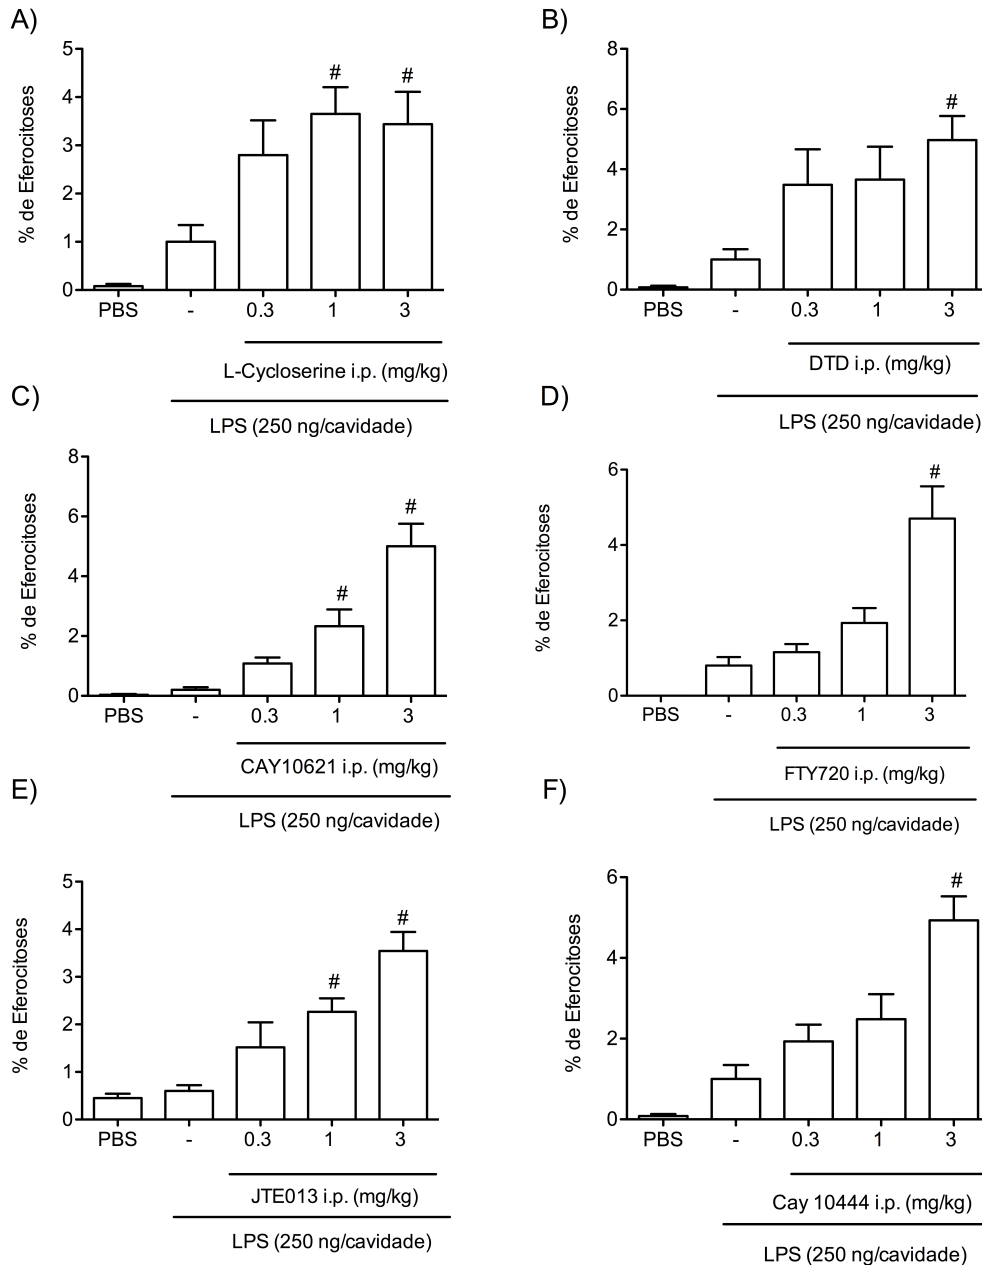 A)
% de Eferocitoses
5
4
3
2
1
0
# #
PBS - 0.3 1 3
L-Cycloserine i.p. (mg/kg)
LPS (250 ng/cavidade)
B)
% de Eferocitoses
8
6
4
2
0
#
PBS - 0.3 1 3
DTD i.p. (mg/kg)
LPS (250 ng/cavidade)
C)
% de Eferocitoses
8
6
4
2
0
# #
PBS - 0.3 1 3
CAY10621 i.p. (mg/kg)
LPS (250 ng/cavidade)
D)
% de Eferocitoses
6
4
2
0
#
PBS - 0.3 1 3
FTY720 i.p. (mg/kg)
LPS (250 ng/cavidade)
E)
% de Eferocitoses
5
4
3
2
1
0
# #
PBS - 0.3 1 3
JTE013 i.p. (mg/kg)
LPS (250 ng/cavidade)
F)
% de Eferocitoses
6
4
2
0
#
PBS - 0.3 1 3
Cay 10444 i.p. (mg/kg)
LPS (250 ng/cavidade)